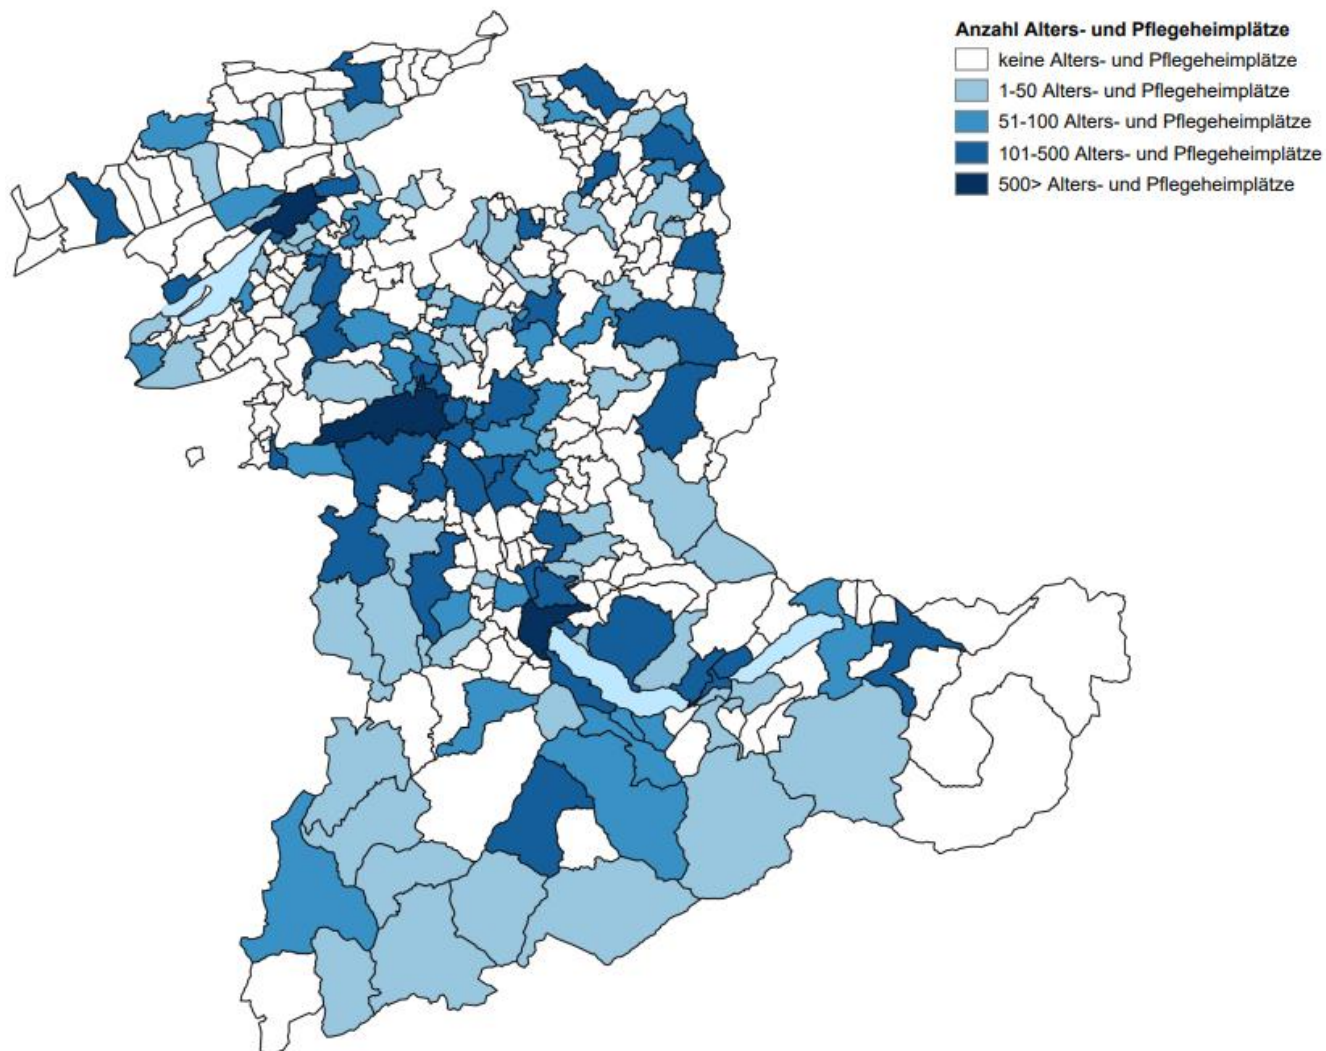 Anzahl Alters- und Pflegeheimplätze
keine Alters- und Pflegeheimplätze
1-50 Alters- und Pflegeheimplätze
51-100 Alters- und Pflegeheimplätze
101-500 Alters- und Pflegeheimplätze
500> Alters- und Pflegeheimplätze